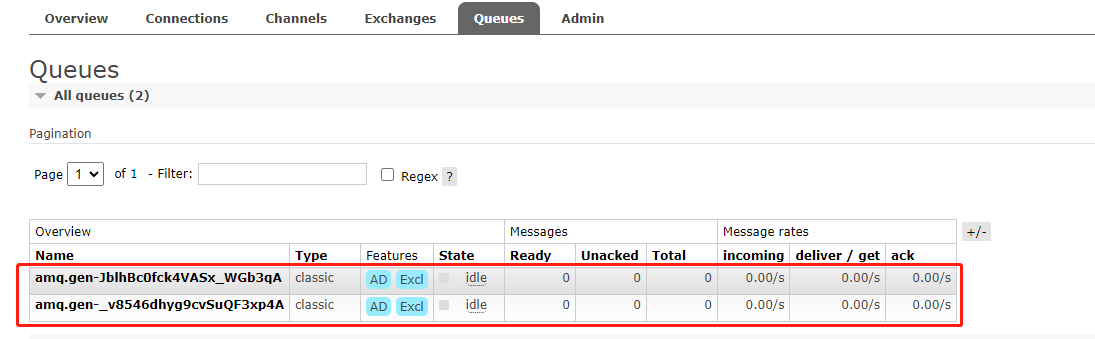 Overview Connections Channels Exchanges Queues Admin
Queues
All queues (2)
Pagination
Page 1 of 1 - Filter: Regex ?
Overview Messages Message rates +/-
Name Type Features State Ready Unacked Total incoming deliver / get ack
amq.gen-JblhBc0fck4VASx_WGb3qA classic AD Excl idle 0 0 0 0.00/s 0.00/s 0.00/s
amq.gen-_v8546dhyg9cvSuQF3xp4A classic AD Excl idle 0 0 0 0.00/s 0.00/s 0.00/s